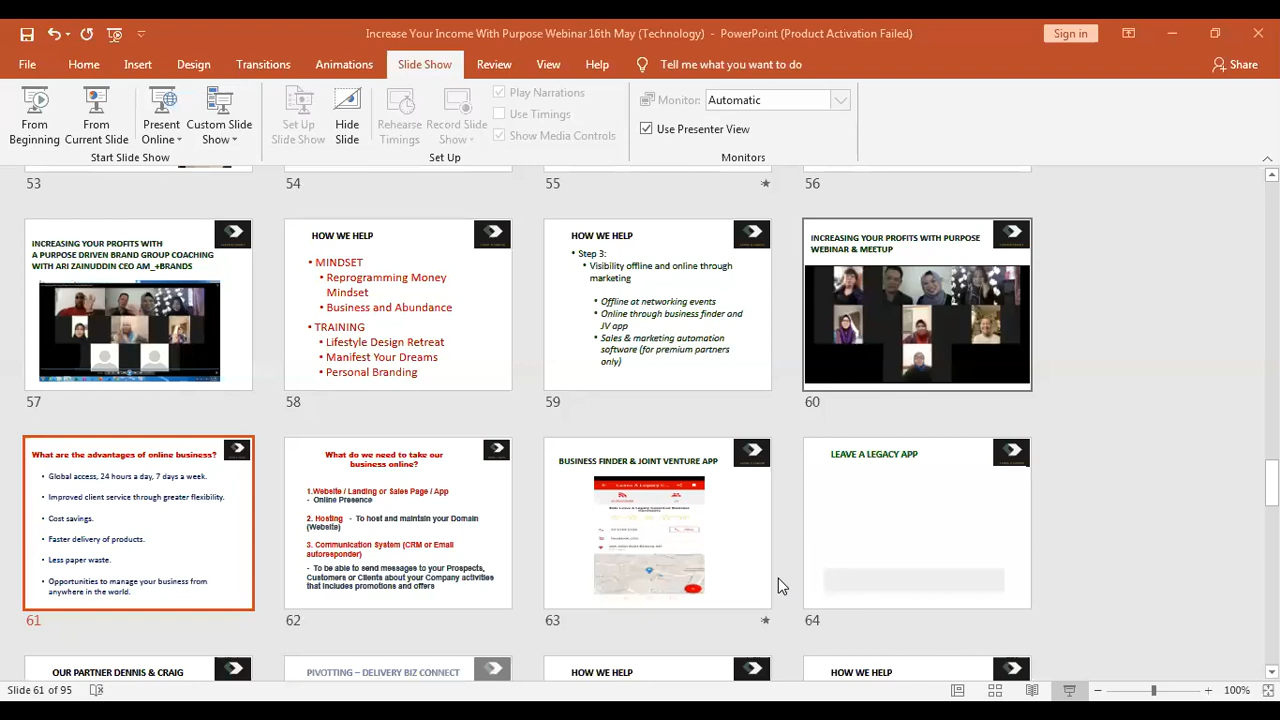 Increase Your Income With Purpose Webinar 16th May (Technology) - PowerPoint (Product Activation Failed)
Sign in
File Home Insert Design Transitions Animations Slide Show Review View Help Tell me what you want to do Share
From Beginning
From Current Slide
Present Online
Custom Slide Show
Start Slide Show
Set Up Slide Show
Hide Slide
Rehearse Timings
Record Slide Show
Play Narrations
Use Timings
Show Media Controls
Set Up
Monitor: Automatic
Use Presenter View
Monitors
53 54 55 56
INCREASING YOUR PROFITS WITH
A PURPOSE DRIVEN BRAND GROUP COACHING
WITH ARI ZAINUDDIN CEO AM_+BRANDS
57
HOW WE HELP
• MINDSET
• Reprogramming Money
Mindset
• Business and Abundance
• TRAINING
• Lifestyle Design Retreat
• Manifest Your Dreams
• Personal Branding
58
HOW WE HELP
• Step 3:
• Visibility offline and online through
marketing
• Offline at networking events
• Online through business finder and
JV app
• Sales & marketing automation
software (for premium partners
only)
59
INCREASING YOUR PROFITS WITH PURPOSE
WEBINAR & MEETUP
60
What are the advantages of online business?
• Global access, 24 hours a day, 7 days a week.
• Improved client service through greater flexibility.
• Cost savings.
• Faster delivery of products.
• Less paper waste.
• Opportunities to manage your business from
anywhere in the world.
61
What do we need to take our
business online?
1.Website / Landing or Sales Page / App
- Online Presence
2. Hosting - To host and maintain your Domain
(Website)
3. Communication System (CRM or Email
autoresponder)
- To be able to send messages to your Prospects,
Customers or Clients about your Company activities
that includes promotions and offers
62
BUSINESS FINDER & JOINT VENTURE APP
63
LEAVE A LEGACY APP
64
OUR PARTNER DENNIS & CRAIG
PIVOTTING – DELIVERY BIZ CONNECT
HOW WE HELP
HOW WE HELP
Slide 61 of 95
100%